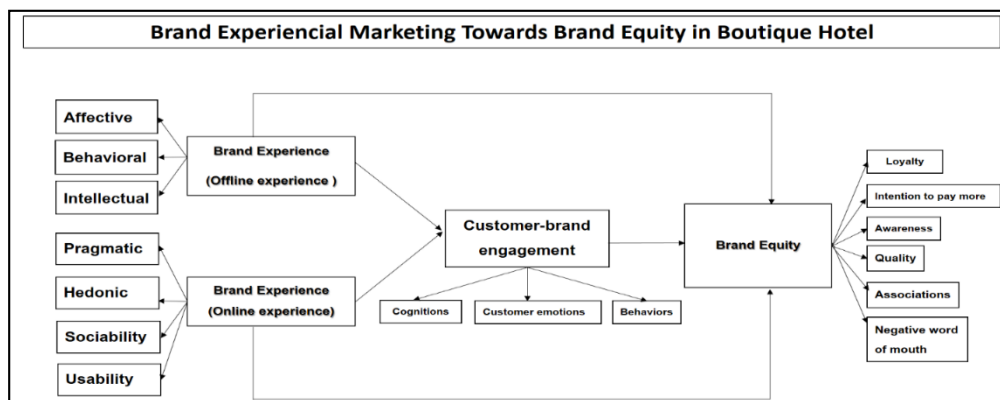 Brand Experiencial Marketing Towards Brand Equity in Boutique Hotel
Affective
Behavioral
Intellectual
Brand Experience
(Offline experience )
Pragmatic
Hedonic
Sociability
Usability
Brand Experience
(Online experience)
Customer-brand
engagement
Cognitions
Customer emotions
Behaviors
Brand Equity
Loyalty
Intention to pay more
Awareness
Quality
Associations
Negative word
of mouth